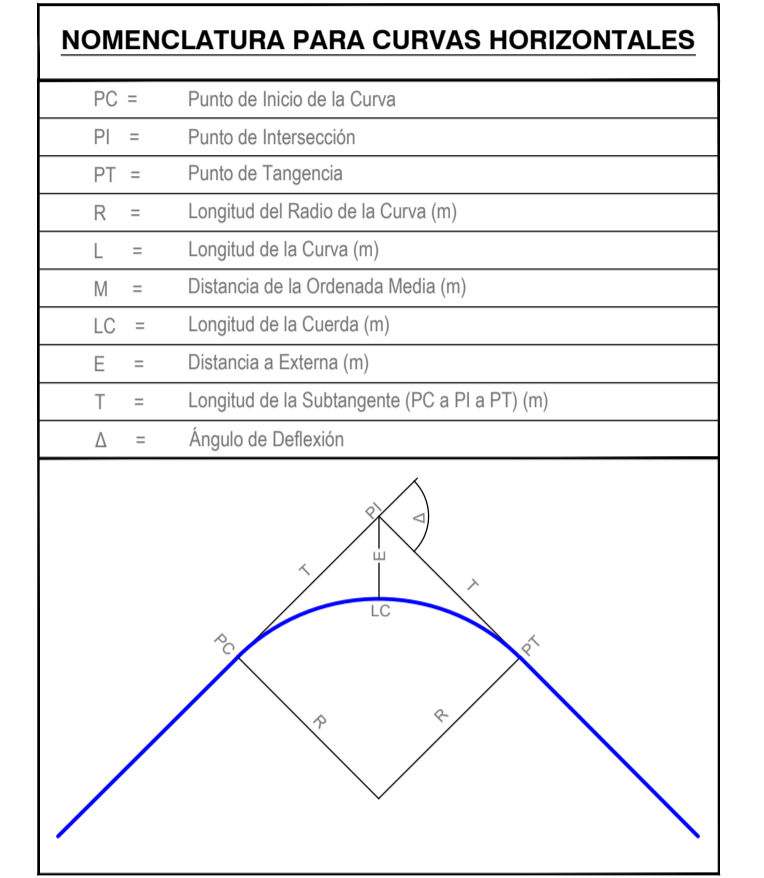 NOMENCLATURA PARA CURVAS HORIZONTALES
PC = Punto de Inicio de la Curva
PI = Punto de Intersección
PT = Punto de Tangencia
R = Longitud del Radio de la Curva (m)
L = Longitud de la Curva (m)
M = Distancia de la Ordenada Media (m)
LC = Longitud de la Cuerda (m)
E = Distancia a Externa (m)
T = Longitud de la Subtangente (PC a PI a PT) (m)
Δ = Ángulo de Deflexión
PI
Δ
E
T
T
LC
PC
PT
R
R